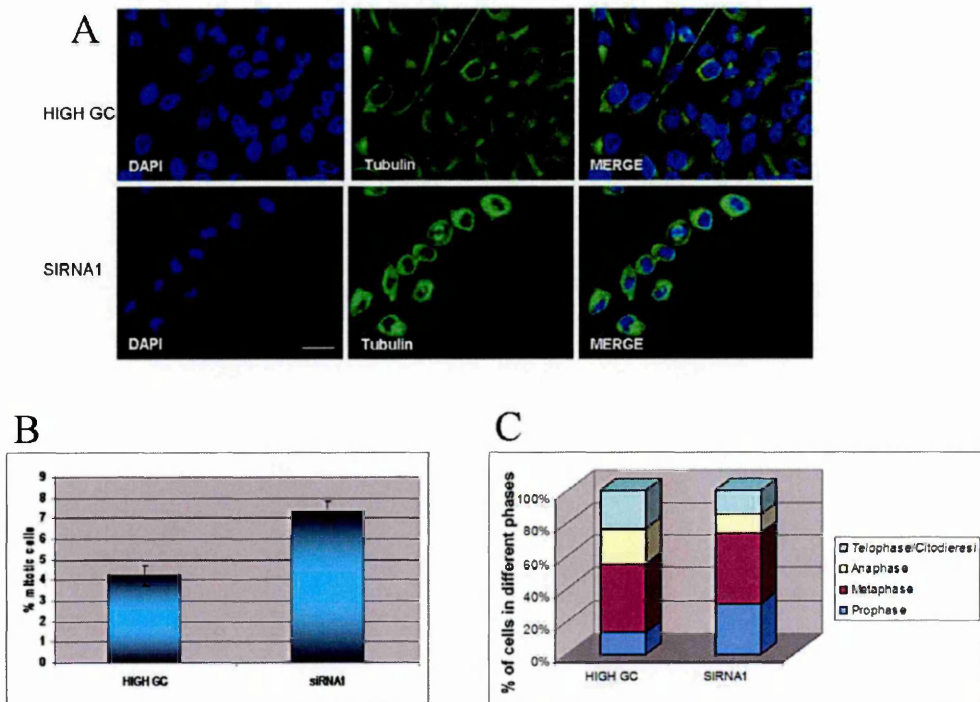 A
HIGH GC
DAPI
Tubulin
MERGE
SIRNA1
DAPI
Tubulin
MERGE
B
% mitotic cells
9
8
7
6
5
4
3
2
1
0
HIGH GC
siRNA1
C
% of cells in different phases
100%
80%
60%
40%
20%
0%
HIGH GC
SIRNA1
Telophase/Citodieresi
Anaphase
Metaphase
Prophase